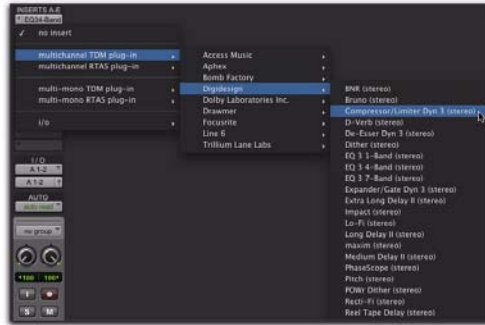 INSERTS A-E
EQ34-Band
✓ no insert
multichannel TDM plug-in
multichannel RTAS plug-in
multi-mono TDM plug-in
multi-mono RTAS plug-in
i/o
Access Music
Aphex
Bomb Factory
Digidesign
Dolby Laboratories Inc.
Drawmer
Focusrite
Line 6
Trillium Lane Labs
BNR (stereo)
Bruno (stereo)
Compressor/Limiter Dyn 3 (stereo)
D-Verb (stereo)
De-Esser Dyn 3 (stereo)
Dither (stereo)
EQ 3 1-Band (stereo)
EQ 3 4-Band (stereo)
EQ 3 7-Band (stereo)
Expander/Gate Dyn 3 (stereo)
Extra Long Delay II (stereo)
Impact (stereo)
Lo-Fi (stereo)
Long Delay II (stereo)
maxim (stereo)
Medium Delay II (stereo)
PhaseScope (stereo)
Pitch (stereo)
POWr Dither (stereo)
Recti-Fi (stereo)
Reel Tape Delay (stereo)
I/O
A 1-2
A 1-2
AUTO
auto read
no group
100 100
I
S M